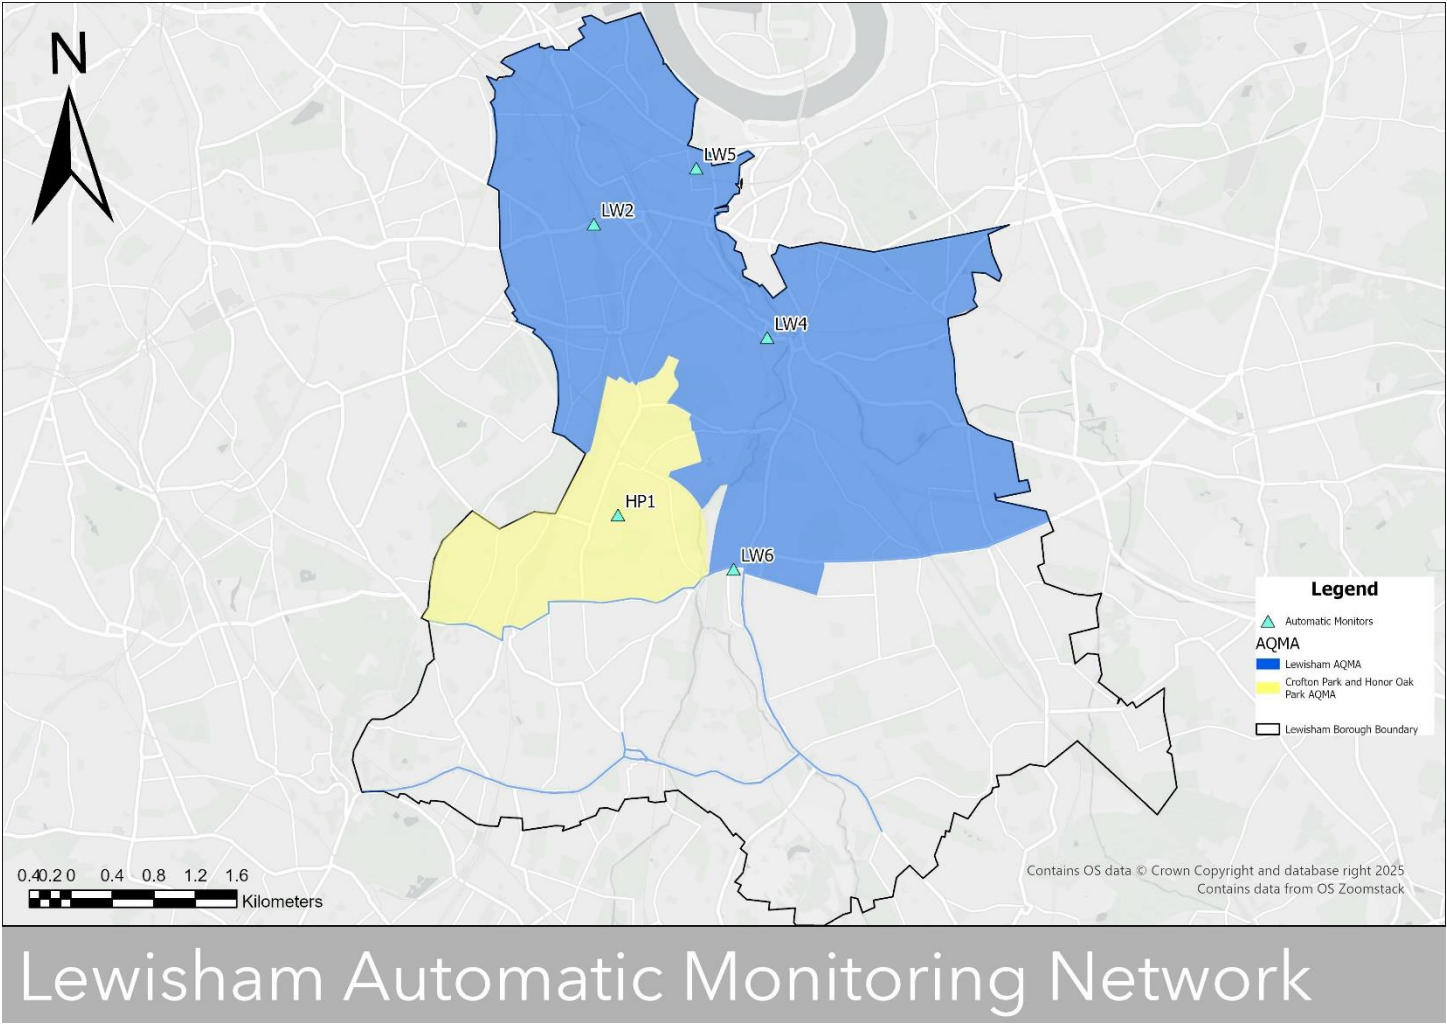 N
LW5
LW2
LW4
HP1
LW6
Legend
Automatic Monitors
AQMA
Lewisham AQMA
Crofton Park and Honor Oak
Park AQMA
Lewisham Borough Boundary
0.4 0.2 0 0.4 0.8 1.2 1.6
Kilometers
Contains OS data © Crown Copyright and database right 2025
Contains data from OS Zoomstack
Lewisham Automatic Monitoring Network